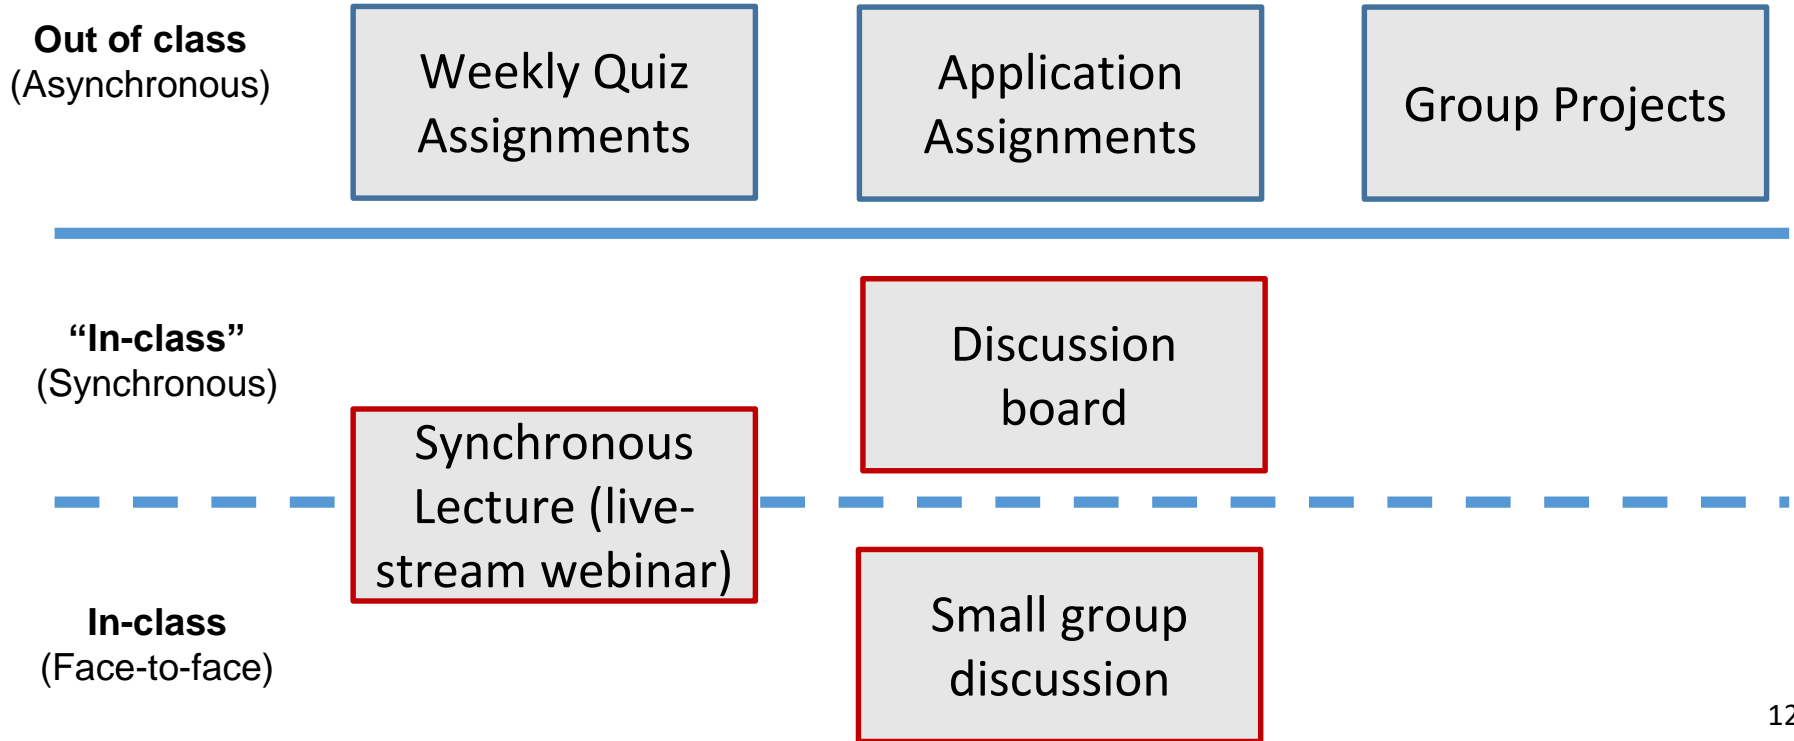 Out of class
(Asynchronous)
Weekly Quiz
Assignments
Application
Assignments
Group Projects
“In-class”
(Synchronous)
Discussion
board
Synchronous
Lecture (live-
stream webinar)
In-class
(Face-to-face)
Small group
discussion
12